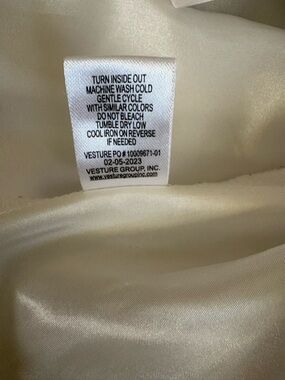 TURN INSIDE OUT
MACHINE WASH COLD
GENTLE CYCLE
WITH SIMILAR COLORS
DO NOT BLEACH
TUMBLE DRY LOW
COOL IRON ON REVERSE
IF NEEDED
VESTURE PO# 10009671-01
02-05-2023
VESTURE GROUP, INC.
www.vesturegroupinc.com